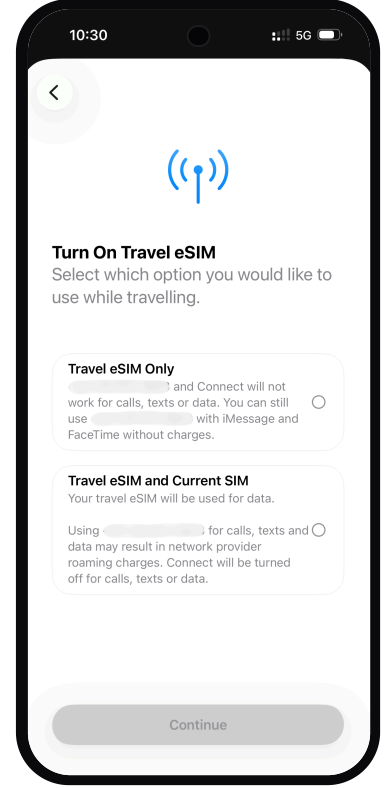 10:30
5G
Turn On Travel eSIM
Select which option you would like to
use while travelling.
Travel eSIM Only
and Connect will not
work for calls, texts or data. You can still
use with iMessage and
FaceTime without charges.
Travel eSIM and Current SIM
Your travel eSIM will be used for data.
Using for calls, texts and
data may result in network provider
roaming charges. Connect will be turned
off for calls, texts or data.
Continue